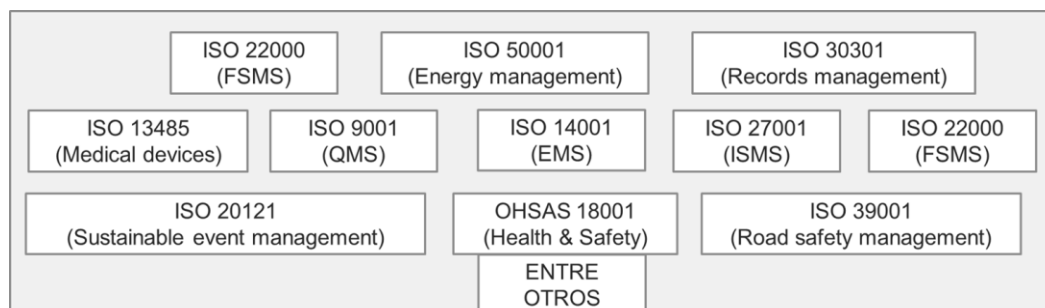 ISO 22000
(FSMS)
ISO 50001
(Energy management)
ISO 30301
(Records management)
ISO 13485
(Medical devices)
ISO 9001
(QMS)
ISO 14001
(EMS)
ISO 27001
(ISMS)
ISO 22000
(FSMS)
ISO 20121
(Sustainable event management)
OHSAS 18001
(Health & Safety)
ISO 39001
(Road safety management)
ENTRE
OTROS